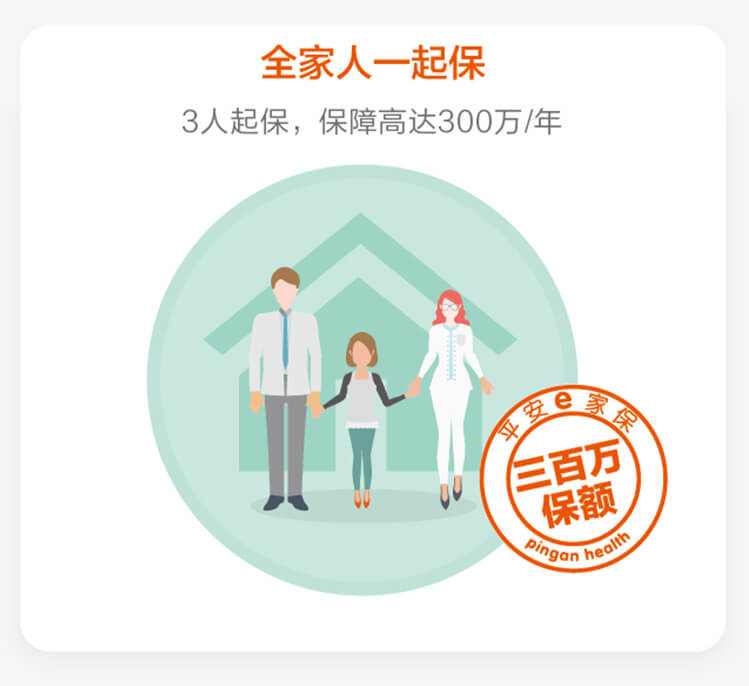 全家人一起保
3人起保，保障高达300万/年
平安e家保
三百万
保额
pingan health